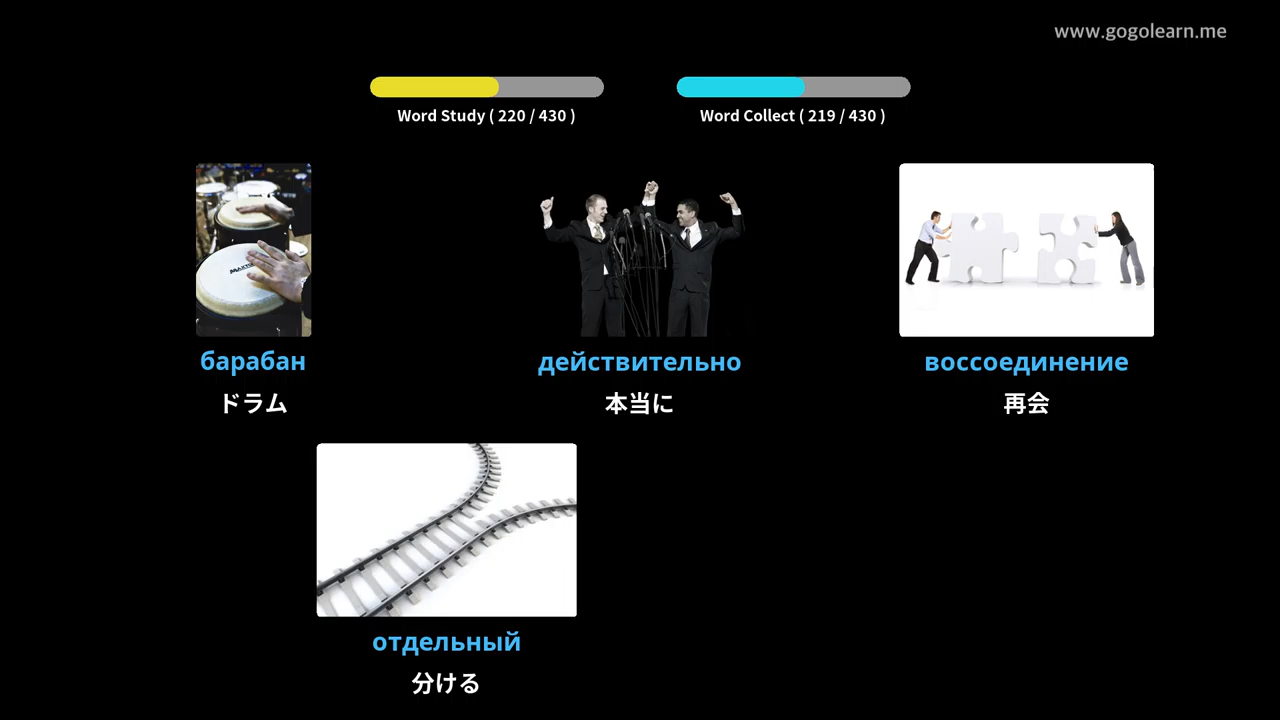 www.gogolearn.me
Word Study ( 220 / 430 )
Word Collect ( 219 / 430 )
барабан
действительно
воссоединение
ドラム
本当に
再会
отдельный
分ける